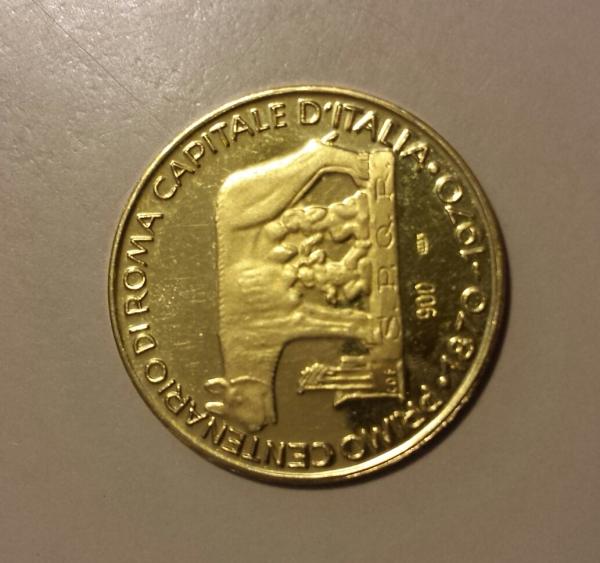 PRIMO CENTENARIO DI ROMA CAPITALE D'ITALIA • 1870 - 1970 •
S P Q R
900